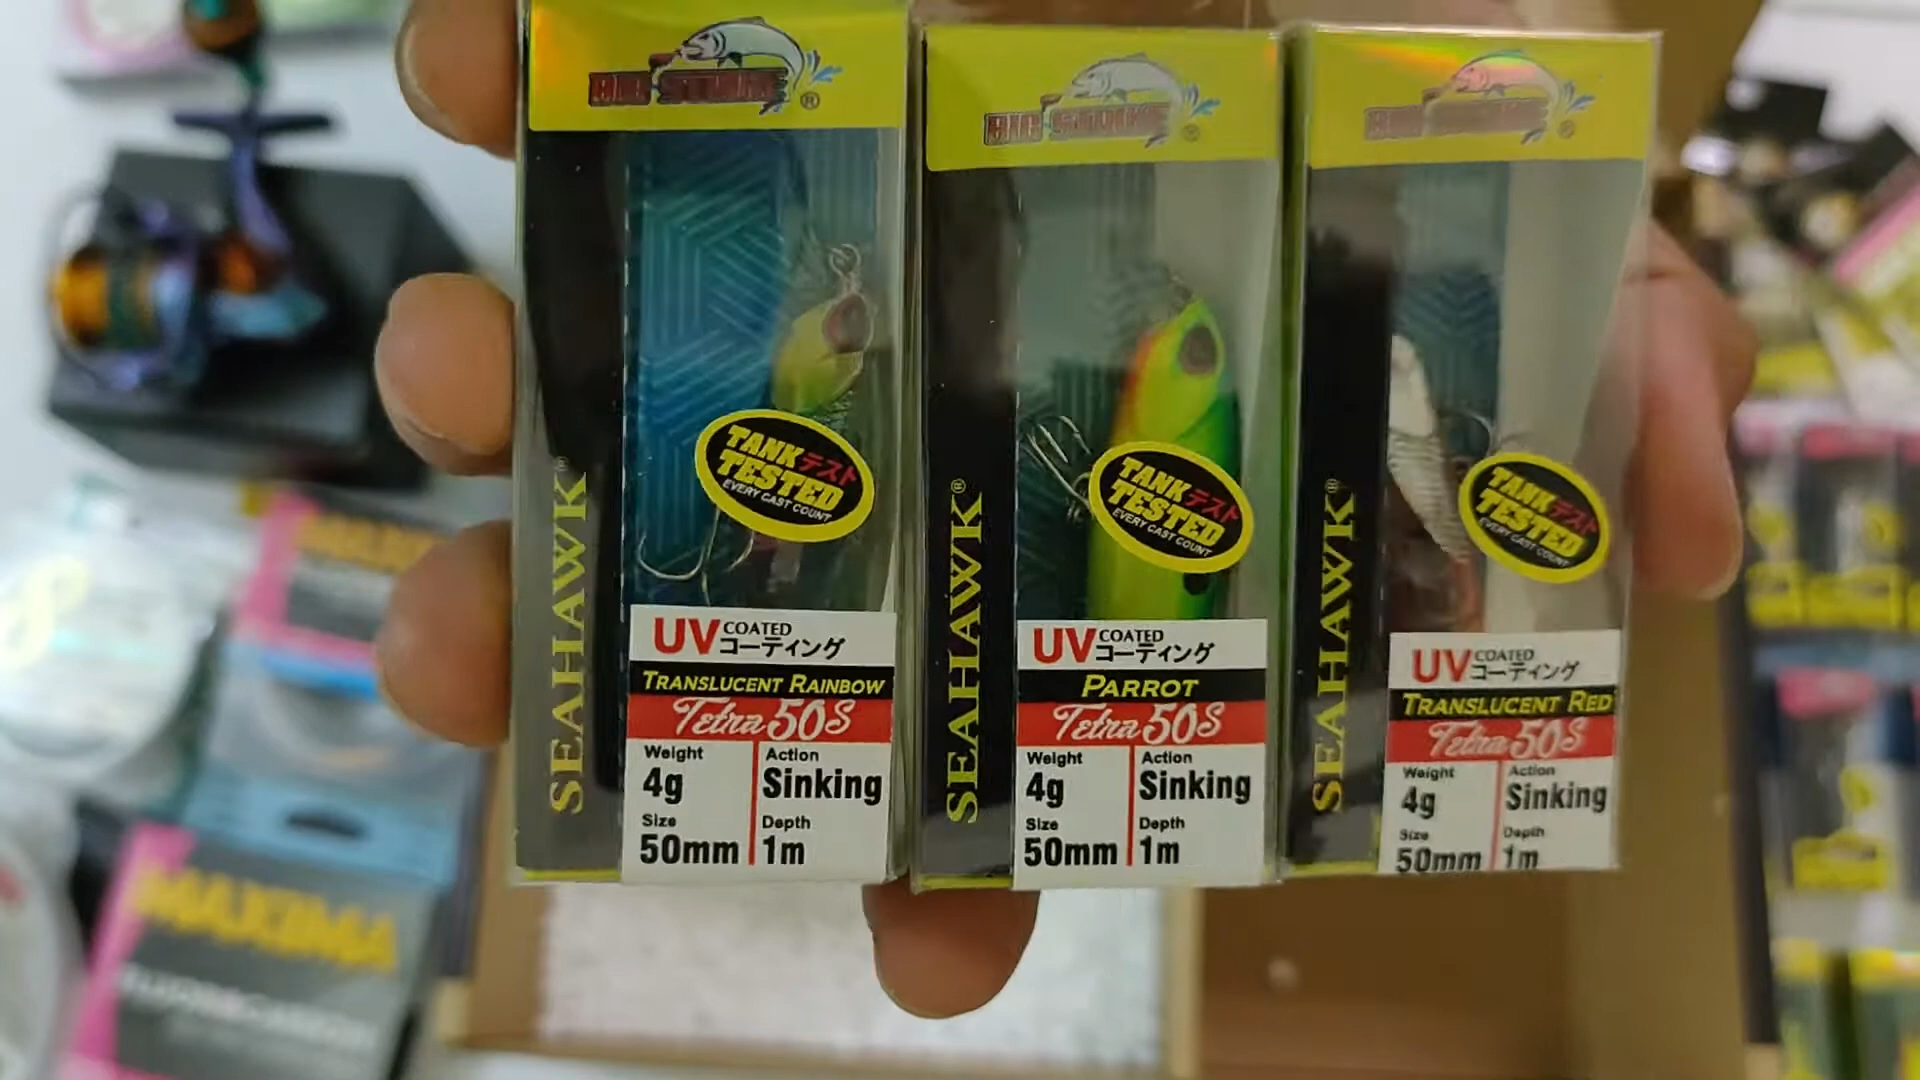 BIG STRIKE®
SEAHAWK®
TANK テスト
TESTED
EVERY CAST COUNT
UV COATED
コーティング
TRANSLUCENT RAINBOW
Tetra 50S
Weight
4g
Action
Sinking
Size
50mm
Depth
1m
BIG STRIKE®
SEAHAWK®
TANK テスト
TESTED
EVERY CAST COUNT
UV COATED
コーティング
PARROT
Tetra 50S
Weight
4g
Action
Sinking
Size
50mm
Depth
1m
BIG STRIKE®
SEAHAWK®
TANK テスト
TESTED
EVERY CAST COUNT
UV COATED
コーティング
TRANSLUCENT RED
Tetra 50S
Weight
4g
Action
Sinking
Size
50mm
Depth
1m
MAXIMA
FLUOROCARBON